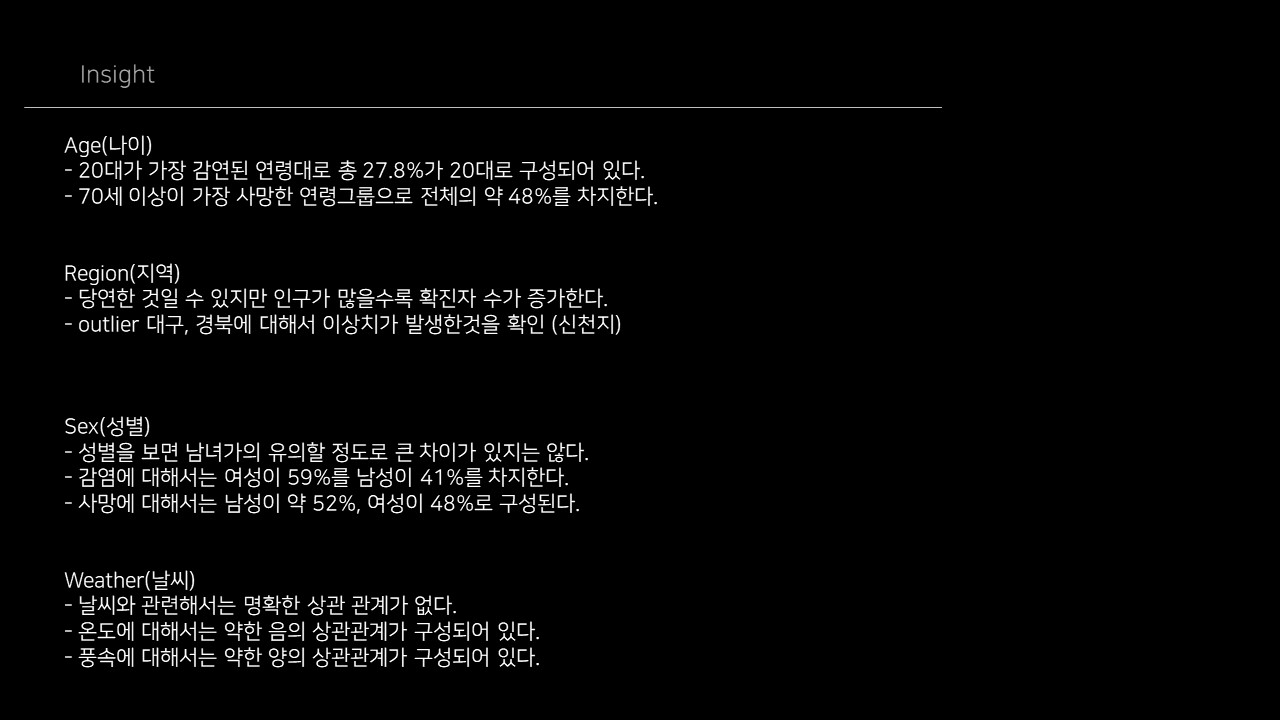 Insight
Age(나이)
- 20대가 가장 감연된 연령대로 총 27.8%가 20대로 구성되어 있다.
- 70세 이상이 가장 사망한 연령그룹으로 전체의 약 48%를 차지한다.
Region(지역)
- 당연한 것일 수 있지만 인구가 많을수록 확진자 수가 증가한다.
- outlier 대구, 경북에 대해서 이상치가 발생한것을 확인 (신천지)
Sex(성별)
- 성별을 보면 남녀가의 유의할 정도로 큰 차이가 있지는 않다.
- 감염에 대해서는 여성이 59%를 남성이 41%를 차지한다.
- 사망에 대해서는 남성이 약 52%, 여성이 48%로 구성된다.
Weather(날씨)
- 날씨와 관련해서는 명확한 상관 관계가 없다.
- 온도에 대해서는 약한 음의 상관관계가 구성되어 있다.
- 풍속에 대해서는 약한 양의 상관관계가 구성되어 있다.